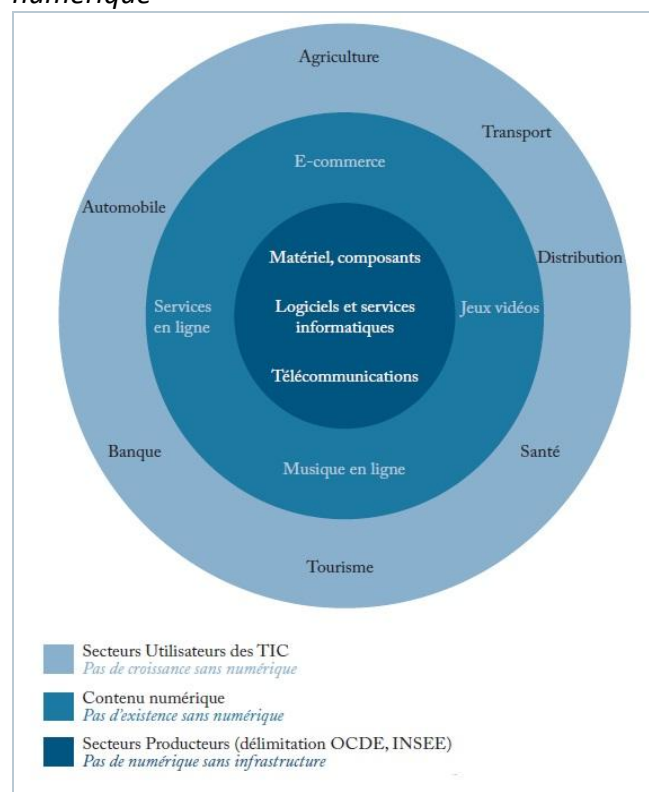 numérique
Agriculture
Transport
E-commerce
Automobile
Matériel, composants
Distribution
Services
en ligne
Logiciels et services
informatiques
Jeux vidéos
Télécommunications
Banque
Santé
Musique en ligne
Tourisme
Secteurs Utilisateurs des TIC
Pas de croissance sans numérique
Contenu numérique
Pas d'existence sans numérique
Secteurs Producteurs (délimitation OCDE, INSEE)
Pas de numérique sans infrastructure